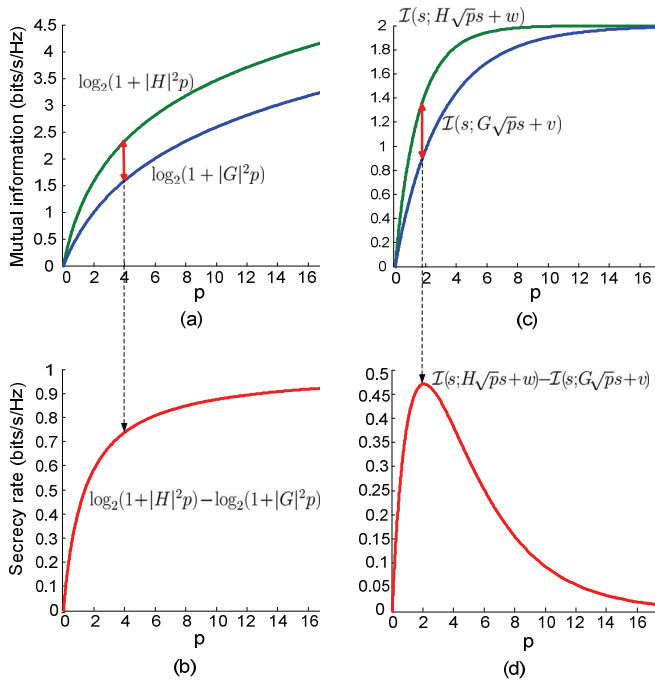 Mutual information (bits/s/Hz)
4.5
4
3.5
3
2.5
2
1.5
1
0.5
0
log₂(1 + |H|²p)
log₂(1 + |G|²p)
0 2 4 6 8 10 12 14 16
p
(a)
2
1.8
1.6
1.4
1.2
1
0.8
0.6
0.4
0.2
0
𝓘(s; H√ps + w)
𝓘(s; G√ps + v)
0 2 4 6 8 10 12 14 16
p
(c)
Secrecy rate (bits/s/Hz)
1
0.9
0.8
0.7
0.6
0.5
0.4
0.3
0.2
0.1
0
log₂(1+|H|²p)−log₂(1+|G|²p)
0 2 4 6 8 10 12 14 16
p
(b)
0.5
0.45
0.4
0.35
0.3
0.25
0.2
0.15
0.1
0.05
0
𝓘(s;H√ps+w)−𝓘(s;G√ps+v)
0 2 4 6 8 10 12 14 16
p
(d)